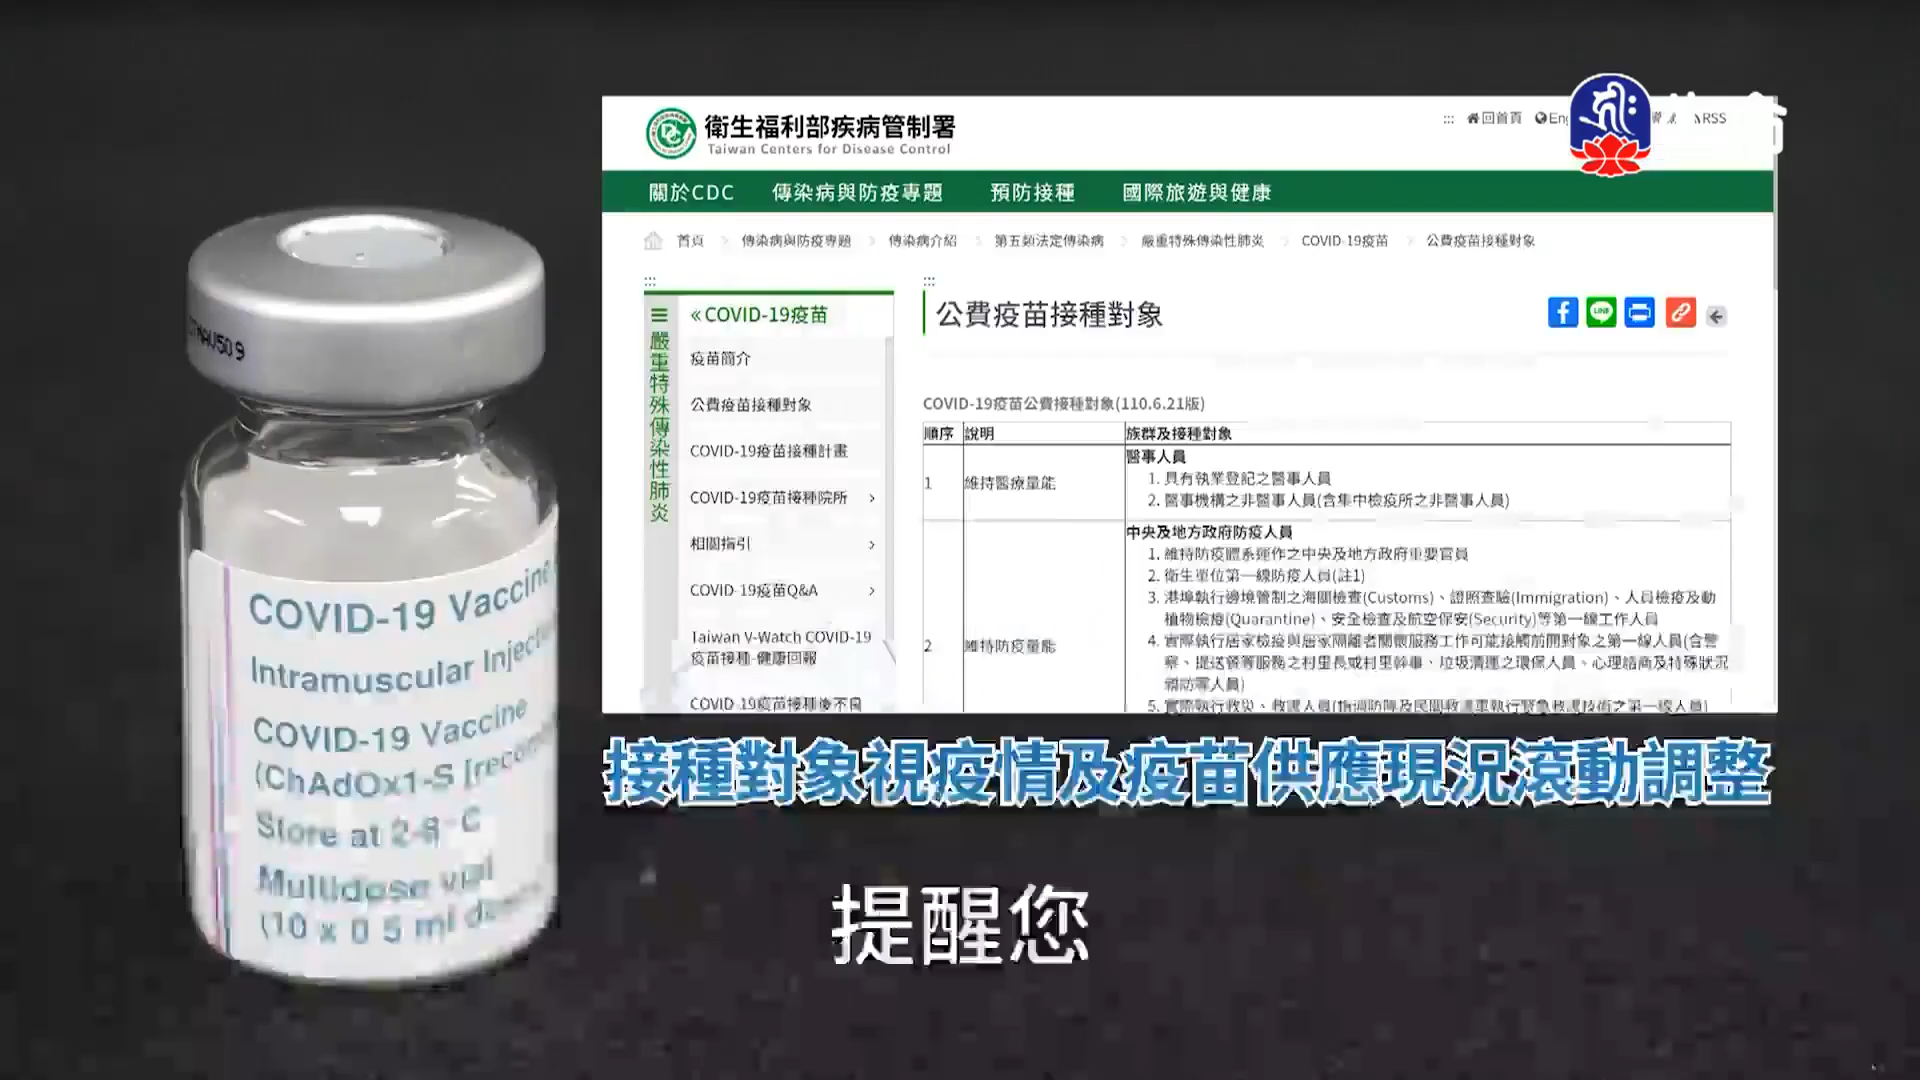 衛生福利部疾病管制署
Taiwan Centers for Disease Control
回首頁
RSS
關於CDC 傳染病與防疫專題 預防接種 國際旅遊與健康
首頁 傳染病與防疫專題 傳染病介紹 第五類法定傳染病 嚴重特殊傳染性肺炎 COVID-19疫苗 公費疫苗接種對象
嚴重特殊傳染性肺炎
«COVID-19疫苗
疫苗簡介
公費疫苗接種對象
COVID-19疫苗接種計畫
COVID-19疫苗接種院所
相關指引
COVID-19疫苗Q&A
Taiwan V-Watch COVID-19
疫苗接種-健康回報
COVID-19疫苗接種後不良
公費疫苗接種對象
COVID-19疫苗公費接種對象(110.6.21版)
順序 說明 族群及接種對象
1 維持醫療量能
醫事人員
1. 具有執業登記之醫事人員
2. 醫事機構之非醫事人員(含集中檢疫所之非醫事人員)
2 維持防疫量能
中央及地方政府防疫人員
1. 維持防疫體系運作之中央及地方政府重要官員
2. 衛生單位第一線防疫人員(註1)
3. 港埠執行邊境管制之海關檢查(Customs)、證照查驗(Immigration)、人員檢疫及動
植物檢疫(Quarantine)、安全檢查及航空保安(Security)等第一線工作人員
4. 實際執行居家檢疫與居家隔離者關懷服務工作可能接觸前開對象之第一線人員(含警
察、提送餐等服務之村里長或村里幹事、垃圾清運之環保人員、心理諮商及特殊狀況
親訪等人員)
COVID-19 Vaccine
Intramuscular Injection
COVID-19 Vaccine
(ChAdOx1-S [recom
Store at 2-8°C
Multidose vial
(10 x 0.5 ml
接種對象視疫情及疫苗供應現況滾動調整
提醒您